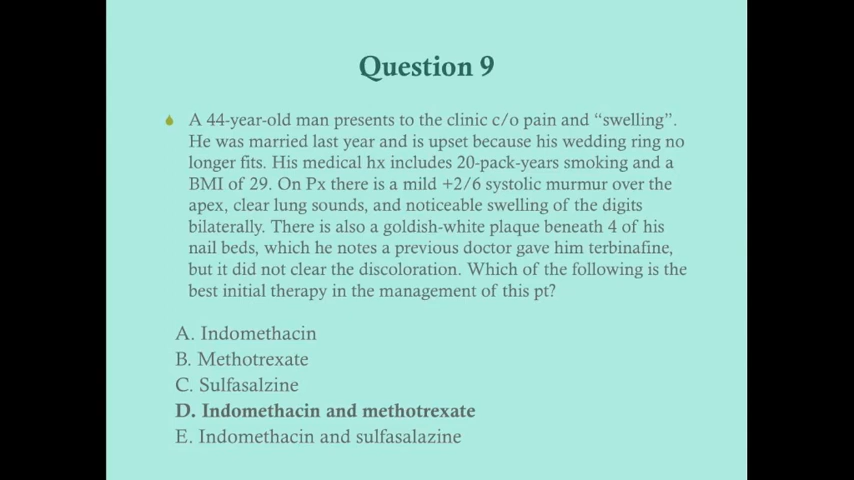 Question 9
A 44-year-old man presents to the clinic c/o pain and “swelling”.
He was married last year and is upset because his wedding ring no
longer fits. His medical hx includes 20-pack-years smoking and a
BMI of 29. On Px there is a mild +2/6 systolic murmur over the
apex, clear lung sounds, and noticeable swelling of the digits
bilaterally. There is also a goldish-white plaque beneath 4 of his
nail beds, which he notes a previous doctor gave him terbinafine,
but it did not clear the discoloration. Which of the following is the
best initial therapy in the management of this pt?
A. Indomethacin
B. Methotrexate
C. Sulfasalzine
D. Indomethacin and methotrexate
E. Indomethacin and sulfasalazine